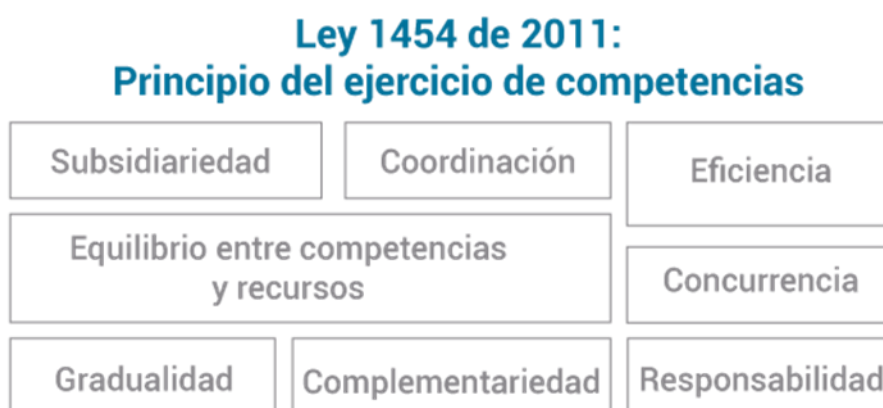 Ley 1454 de 2011:
Principio del ejercicio de competencias
Subsidiariedad
Coordinación
Eficiencia
Equilibrio entre competencias
y recursos
Concurrencia
Gradualidad
Complementariedad
Responsabilidad